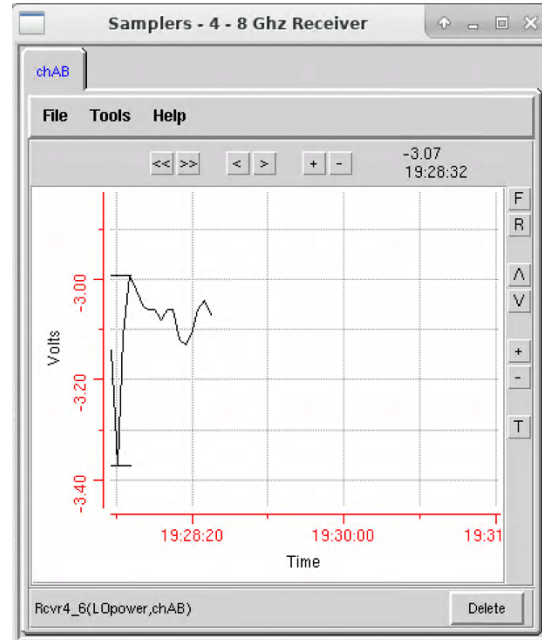 Samplers - 4 - 8 Ghz Receiver
chAB
File Tools Help
<< >> < > + - -3.07
19:28:32
F
R
Λ
V
+
-
T
-3.00
-3.20
-3.40
Volts
19:28:20 19:30:00 19:31
Time
Rcvr4_6(LOpower,chAB) Delete